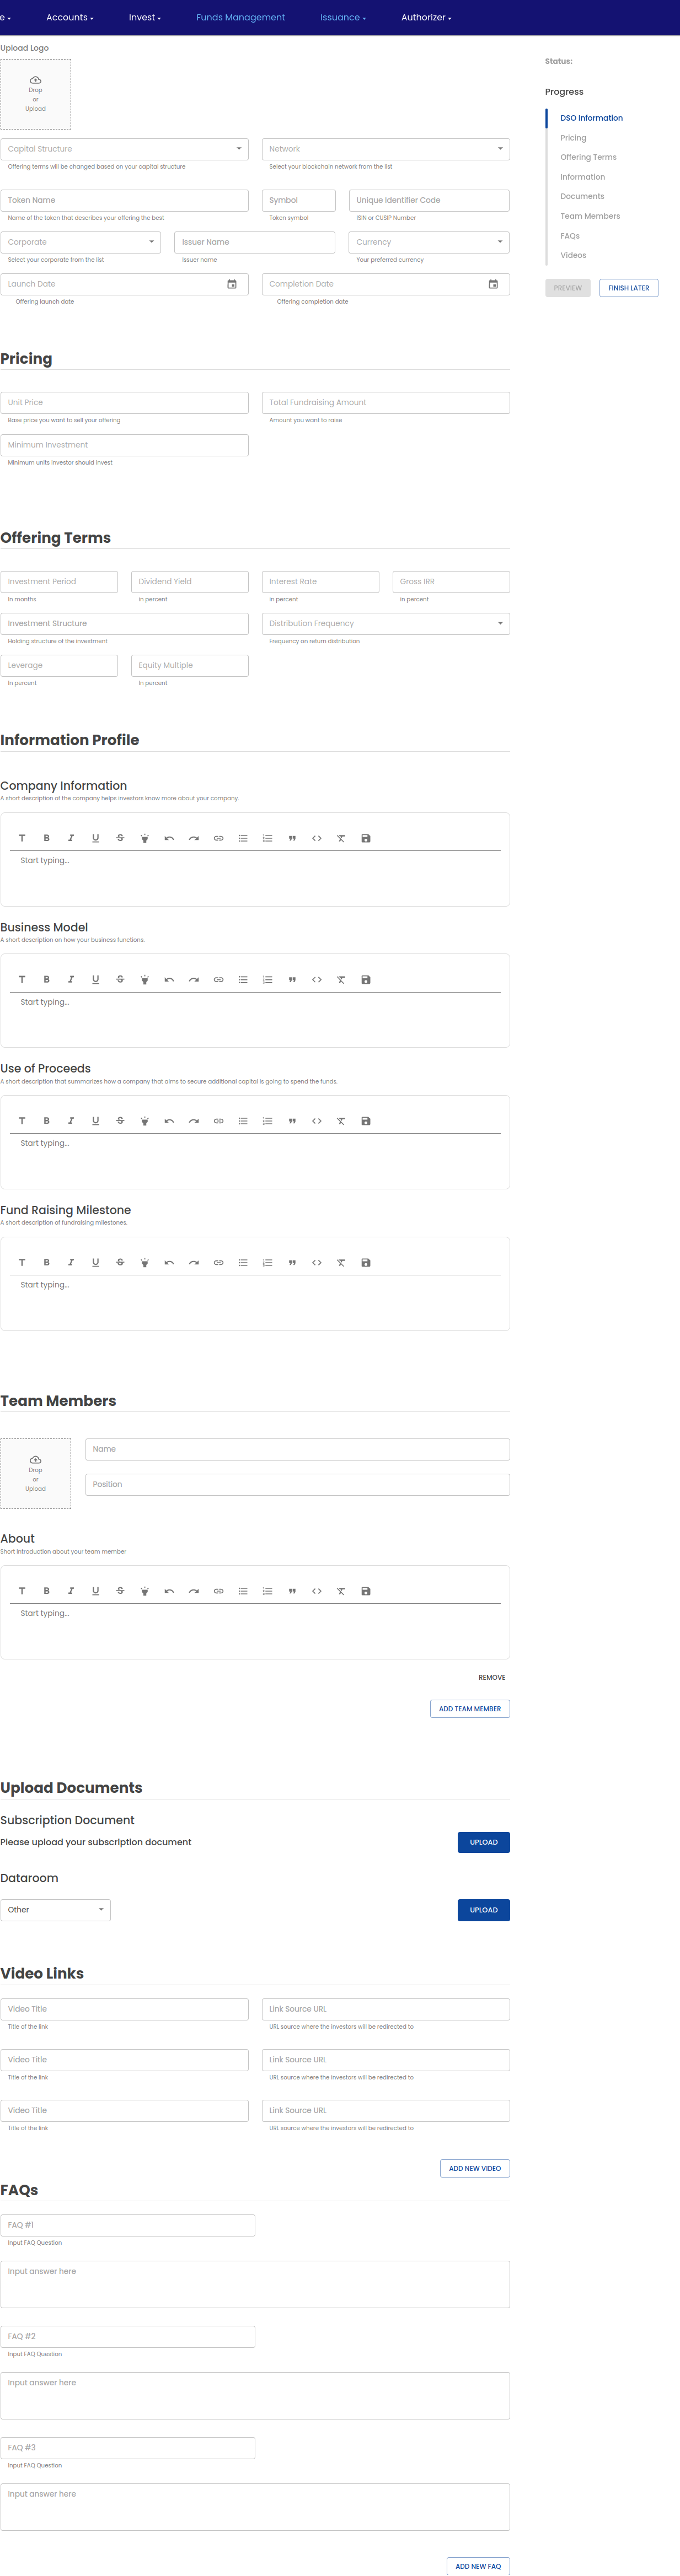 e Accounts Invest Funds Management Issuance Authorizer
Upload Logo
Status:
Drop
or
Upload
Progress
DSO Information
Pricing
Offering Terms
Information
Documents
Team Members
FAQs
Videos
PREVIEW FINISH LATER
Capital Structure Network
Offering terms will be changed based on your capital structure Select your blockchain network from the list
Token Name Symbol Unique Identifier Code
Name of the token that describes your offering the best Token symbol ISIN or CUSIP Number
Corporate Issuer Name Currency
Select your corporate from the list Issuer name Your preferred currency
Launch Date Completion Date
Offering launch date Offering completion date
Pricing
Unit Price Total Fundraising Amount
Base price you want to sell your offering Amount you want to raise
Minimum Investment
Minimum units investor should invest
Offering Terms
Investment Period Dividend Yield Interest Rate Gross IRR
In months in percent in percent in percent
Investment Structure Distribution Frequency
Holding structure of the investment Frequency on return distribution
Leverage Equity Multiple
In percent in percent
Information Profile
Company Information
A short description of the company helps investors know more about your company.
Start typing...
Business Model
A short description on how your business functions.
Start typing...
Use of Proceeds
A short description that summarizes how a company that aims to secure additional capital is going to spend the funds.
Start typing...
Fund Raising Milestone
A short description of fundraising milestones.
Start typing...
Team Members
Drop
or
Upload
Name
Position
About
Short Introduction about your team member
Start typing...
REMOVE
ADD TEAM MEMBER
Upload Documents
Subscription Document
Please upload your subscription document UPLOAD
Dataroom
Other UPLOAD
Video Links
Video Title Link Source URL
Title of the link URL source where the investors will be redirected to
Video Title Link Source URL
Title of the link URL source where the investors will be redirected to
Video Title Link Source URL
Title of the link URL source where the investors will be redirected to
ADD NEW VIDEO
FAQs
FAQ #1
Input FAQ Question
Input answer here
FAQ #2
Input FAQ Question
Input answer here
FAQ #3
Input FAQ Question
Input answer here
ADD NEW FAQ